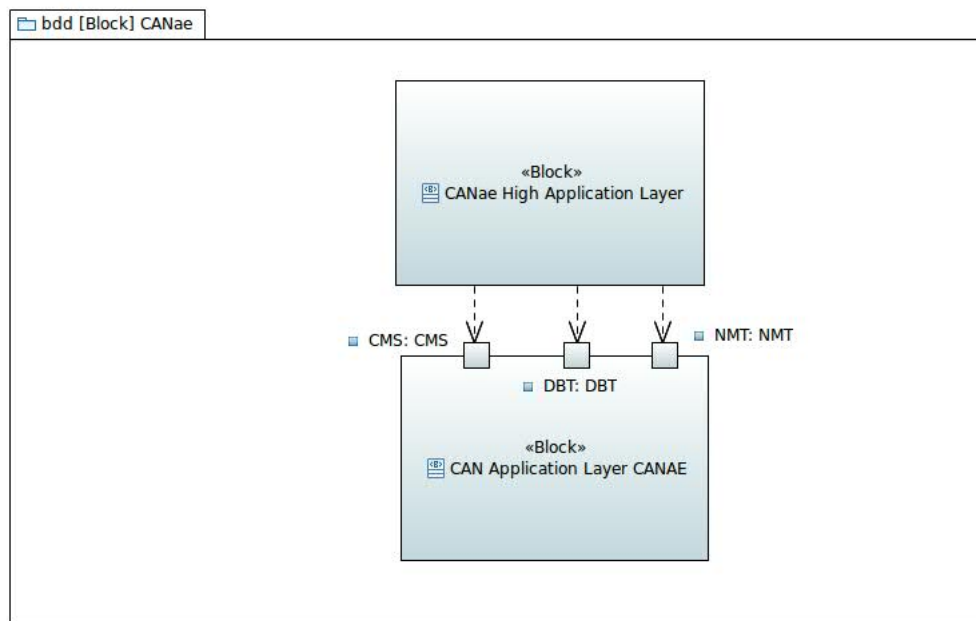 bdd [Block] CANae
«Block»
CANae High Application Layer
CMS: CMS
NMT: NMT
DBT: DBT
«Block»
CAN Application Layer CANAE